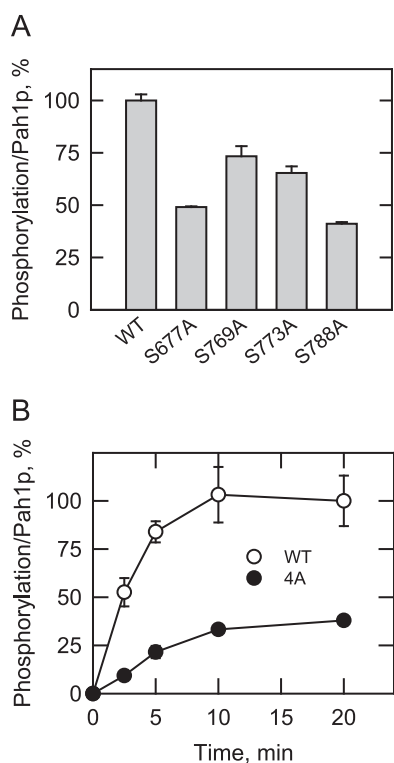 A
Phosphorylation/Pah1p, %
100
75
50
25
0
WT
S677A
S769A
S773A
S788A
B
Phosphorylation/Pah1p, %
100
75
50
25
0
WT
4A
0 5 10 15 20
Time, min